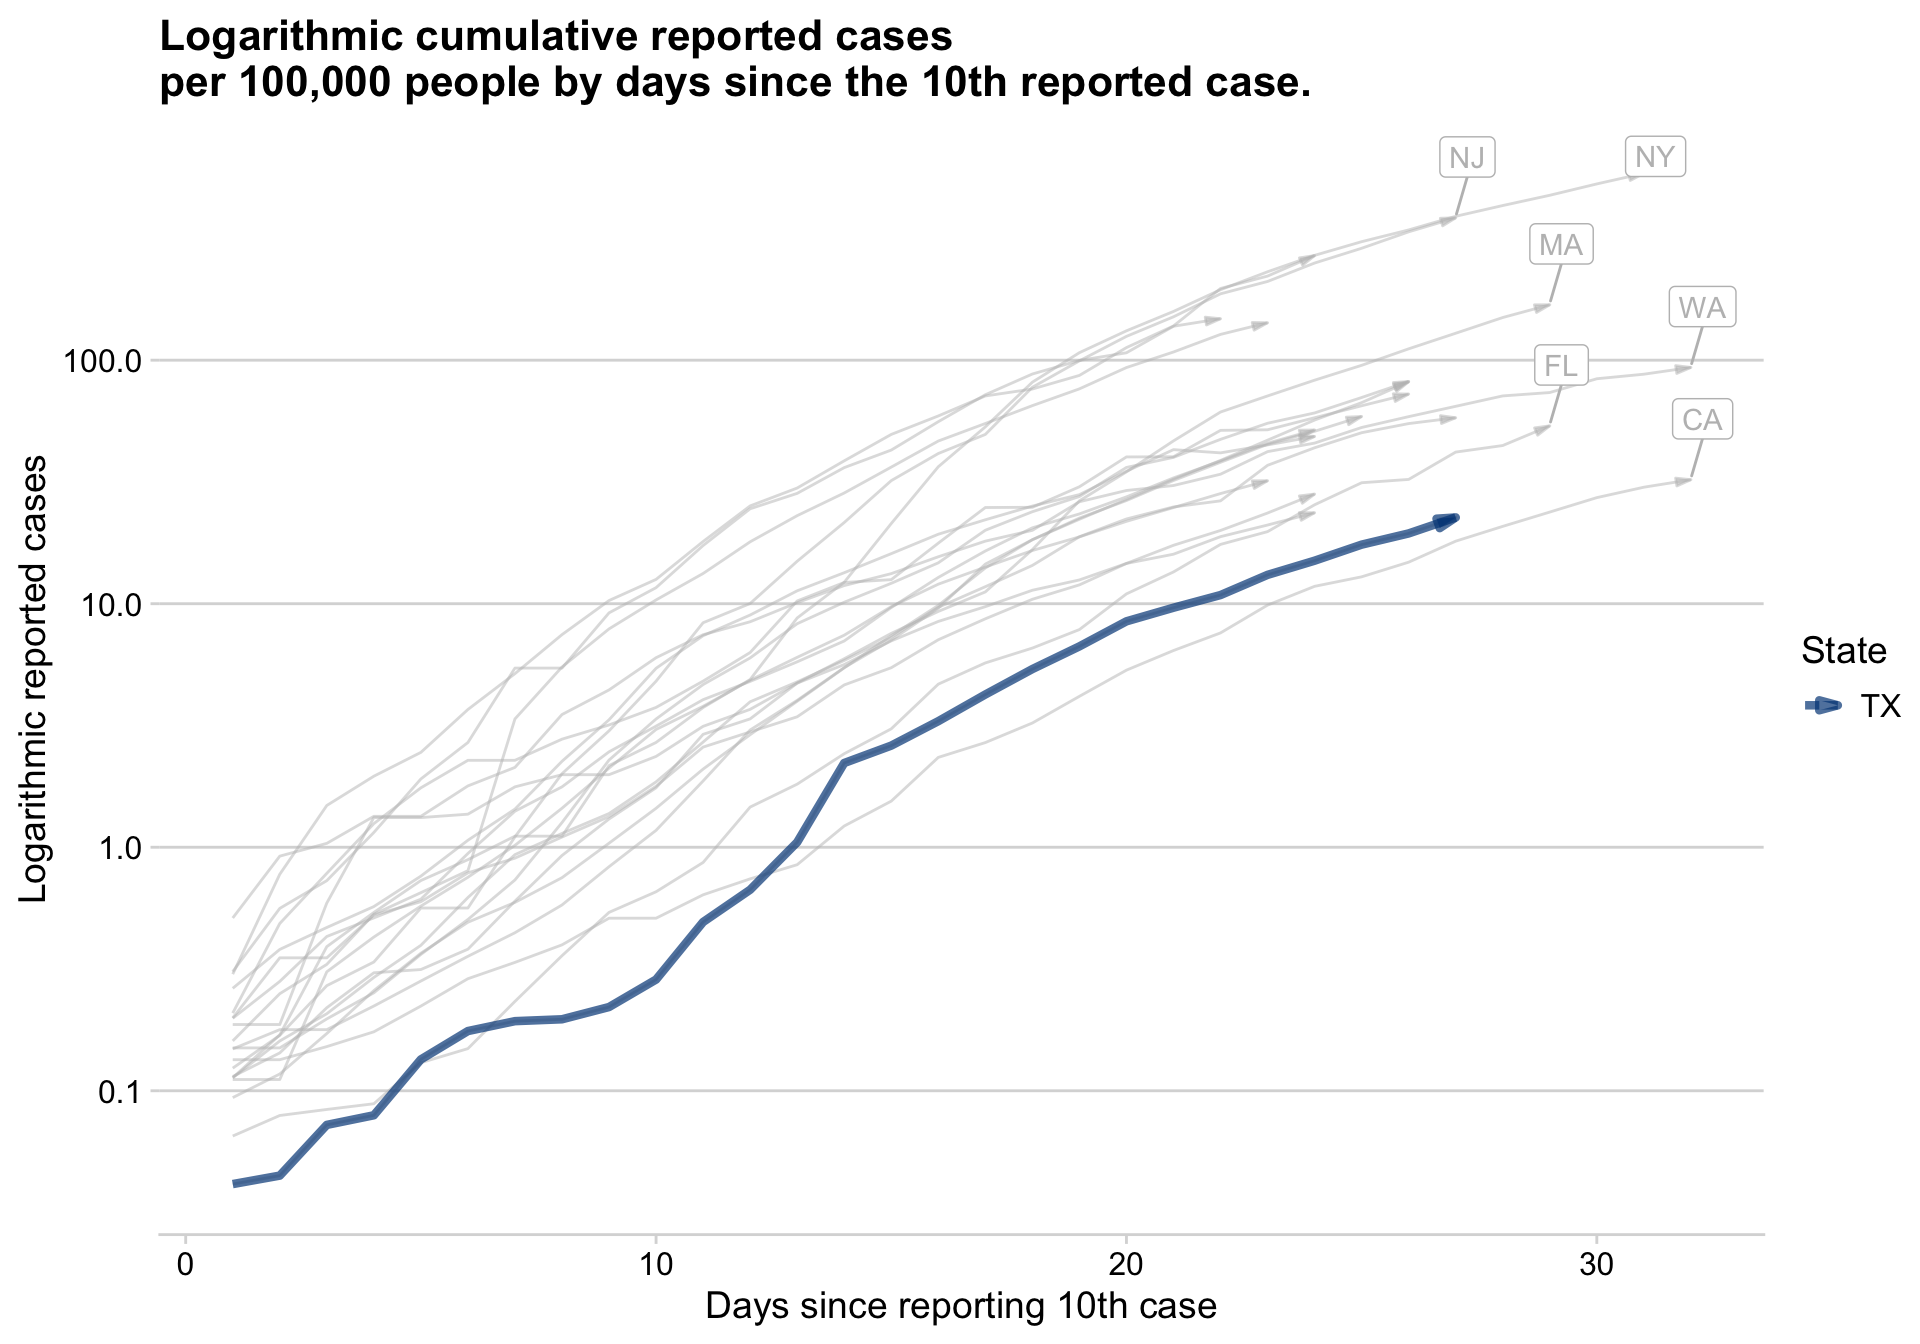 Logarithmic cumulative reported cases
per 100,000 people by days since the 10th reported case.
NJ
NY
MA
WA
FL
CA
100.0
10.0
1.0
0.1
Logarithmic reported cases
State
TX
0
10
20
30
Days since reporting 10th case